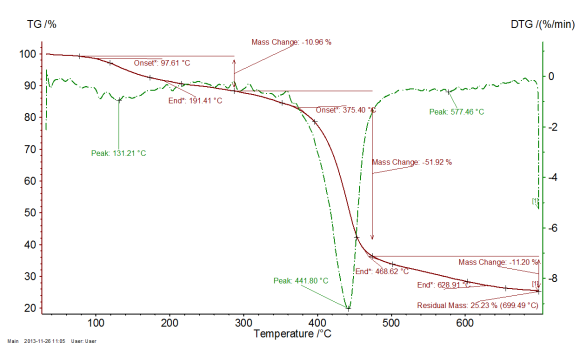 TG /%
DTG /(%/min)
Mass Change: -10.96 %
100
Onset*: 97.61 °C
0
90
End*: 191.41 °C
Onset*: 375.40 °C
Peak: 577.46 °C
80
-2
Peak: 131.21 °C
70
Mass Change: -51.92 %
-4
60
[1]
50
-6
40
Mass Change: -11.20 %
End*: 468.62 °C
30
Peak: 441.80 °C
End*: 628.91 °C
[1]
-8
Residual Mass: 25.23 % (699.49 °C)
20
100 200 300 400 500 600
Temperature /°C
Main 2013-11-26 11:05 User: User